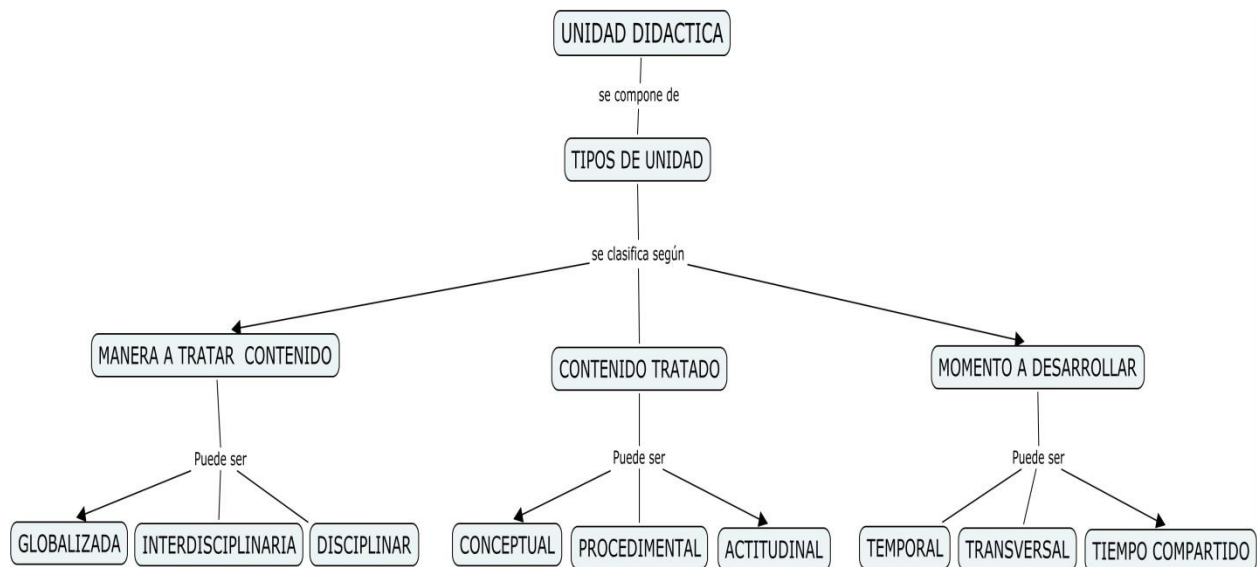 UNIDAD DIDACTICA
se compone de
TIPOS DE UNIDAD
se clasifica según
MANERA A TRATAR CONTENIDO
CONTENIDO TRATADO
MOMENTO A DESARROLLAR
Puede ser
Puede ser
Puede ser
GLOBALIZADA
INTERDISCIPLINARIA
DISCIPLINAR
CONCEPTUAL
PROCEDIMENTAL
ACTITUDINAL
TEMPORAL
TRANSVERSAL
TIEMPO COMPARTIDO